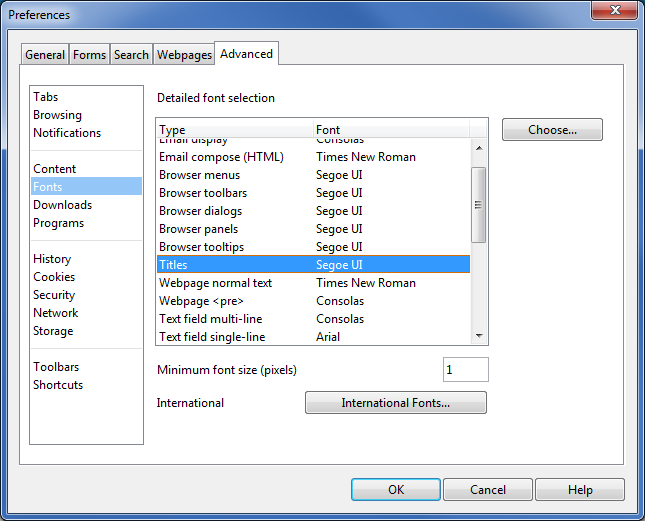 Preferences
General Forms Search Webpages Advanced
Tabs
Browsing
Notifications
Content
Fonts
Downloads
Programs
History
Cookies
Security
Network
Storage
Toolbars
Shortcuts
Detailed font selection
Type Font
Email display Consolas
Email compose (HTML) Times New Roman
Browser menus Segoe UI
Browser toolbars Segoe UI
Browser dialogs Segoe UI
Browser panels Segoe UI
Browser tooltips Segoe UI
Titles Segoe UI
Webpage normal text Times New Roman
Webpage <pre> Consolas
Text field multi-line Consolas
Text field single-line Arial
Choose...
Minimum font size (pixels) 1
International International Fonts...
OK Cancel Help